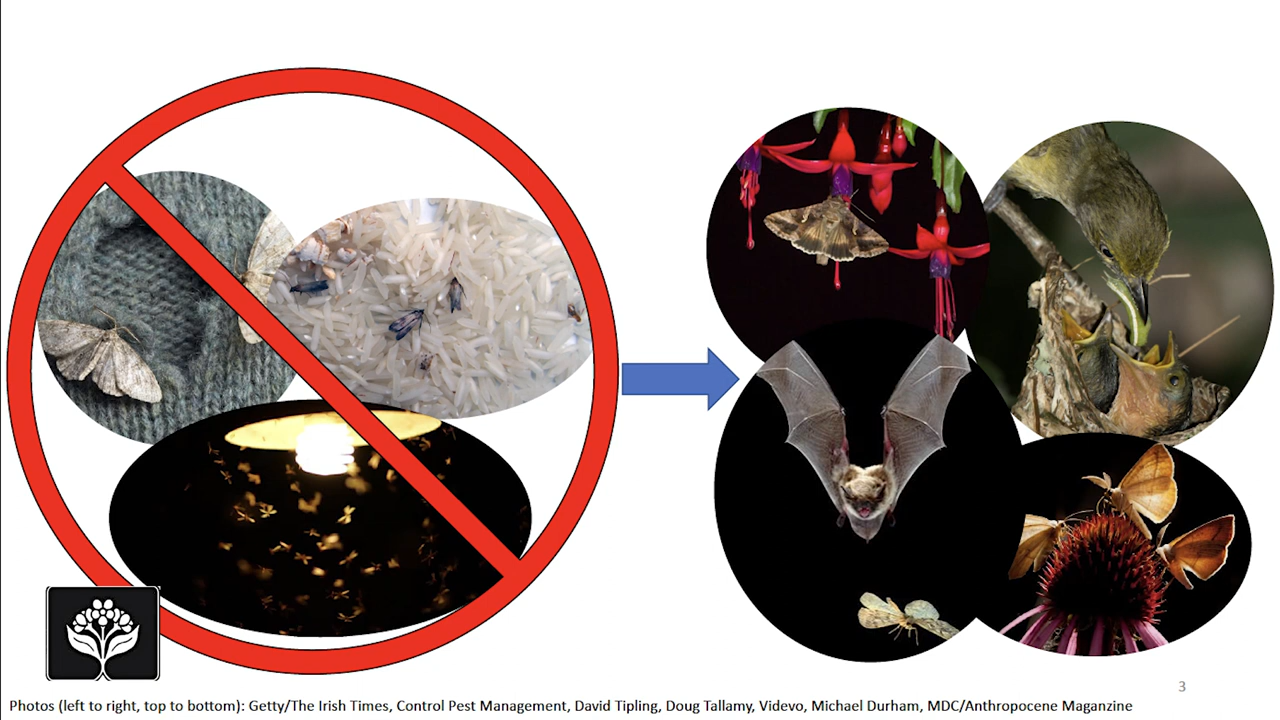 3
Photos (left to right, top to bottom): Getty/The Irish Times, Control Pest Management, David Tipling, Doug Tallamy, Videvo, Michael Durham, MDC/Anthropocene Maganzine